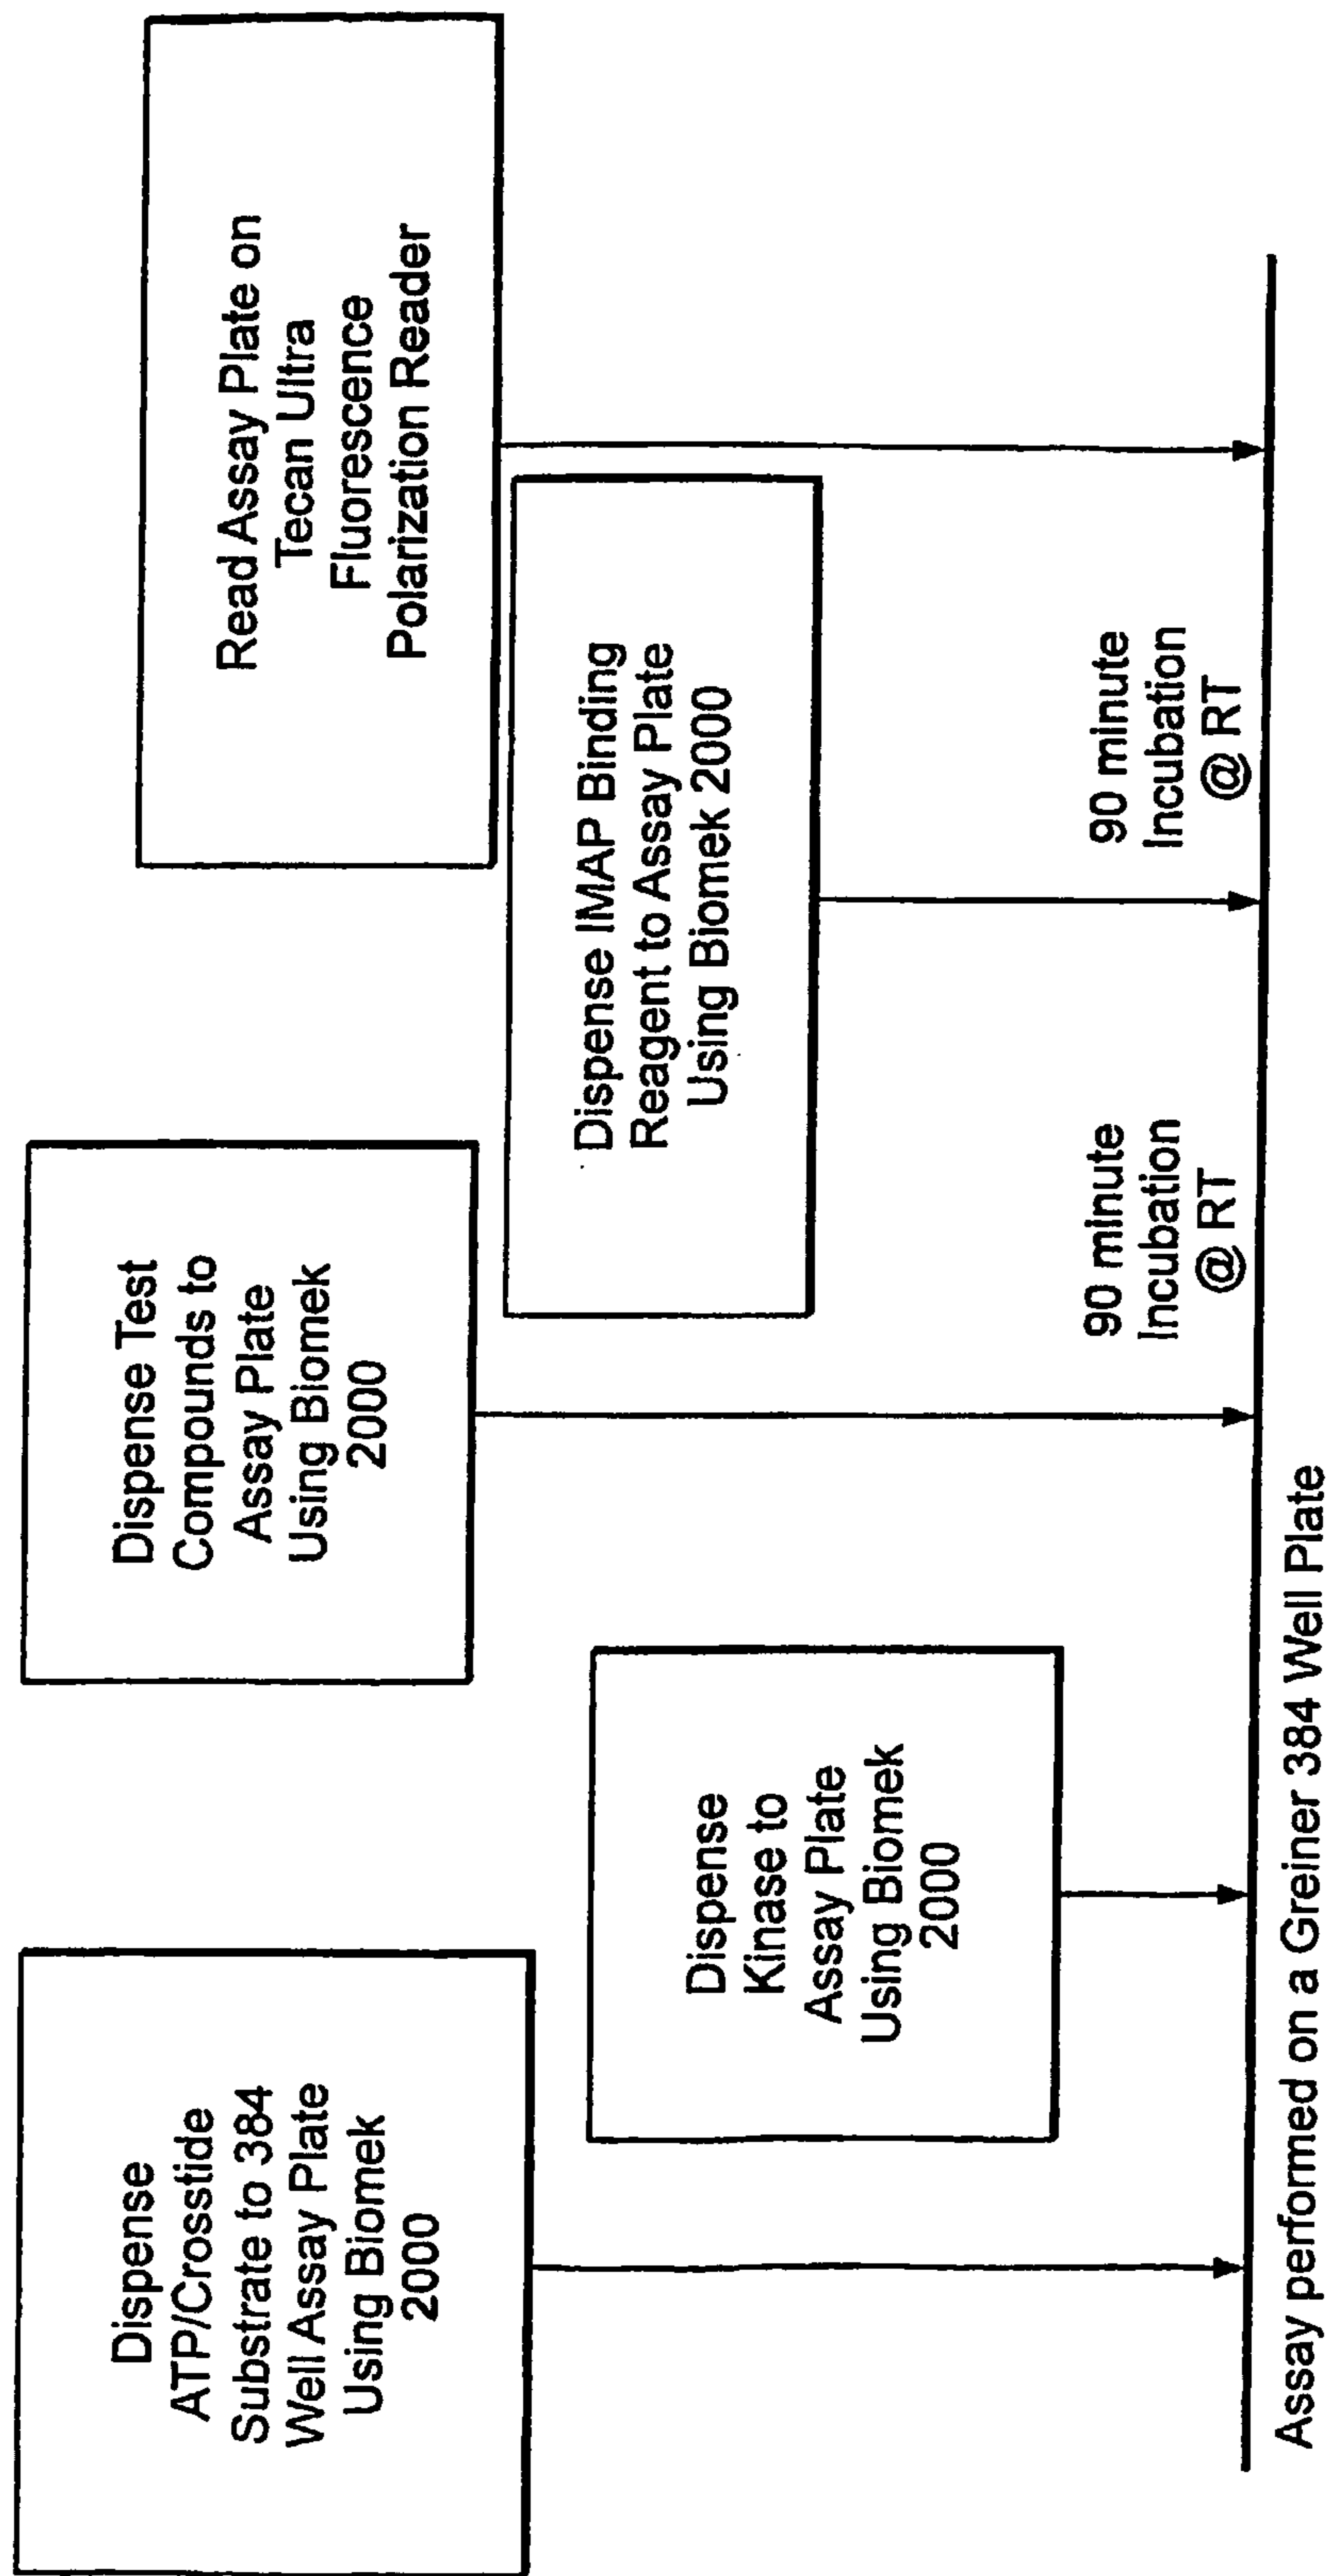 Dispense
ATP/Crosstide
Substrate to 384
Well Assay Plate
Using Biomek
2000
Dispense
Kinase to
Assay Plate
Using Biomek
2000
Dispense Test
Compounds to
Assay Plate
Using Biomek
2000
Dispense IMAP Binding
Reagent to Assay Plate
Using Biomek 2000
Read Assay Plate on
Tecan Ultra
Fluorescence
Polarization Reader
90 minute
Incubation
@ RT
90 minute
Incubation
@ RT
Assay performed on a Greiner 384 Well Plate